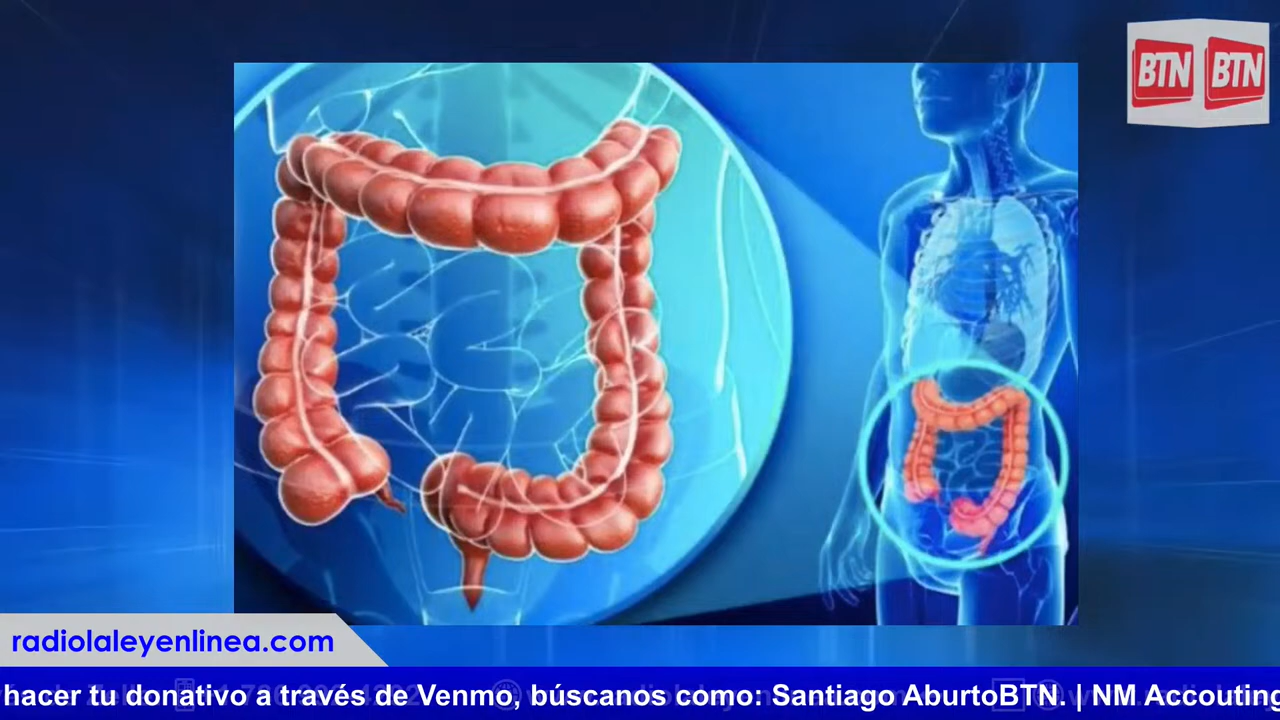 BTN BTN
radiolaleyenlinea.com
hacer tu donativo a través de Venmo, búscanos como: Santiago AburtoBTN. | NM Accouting